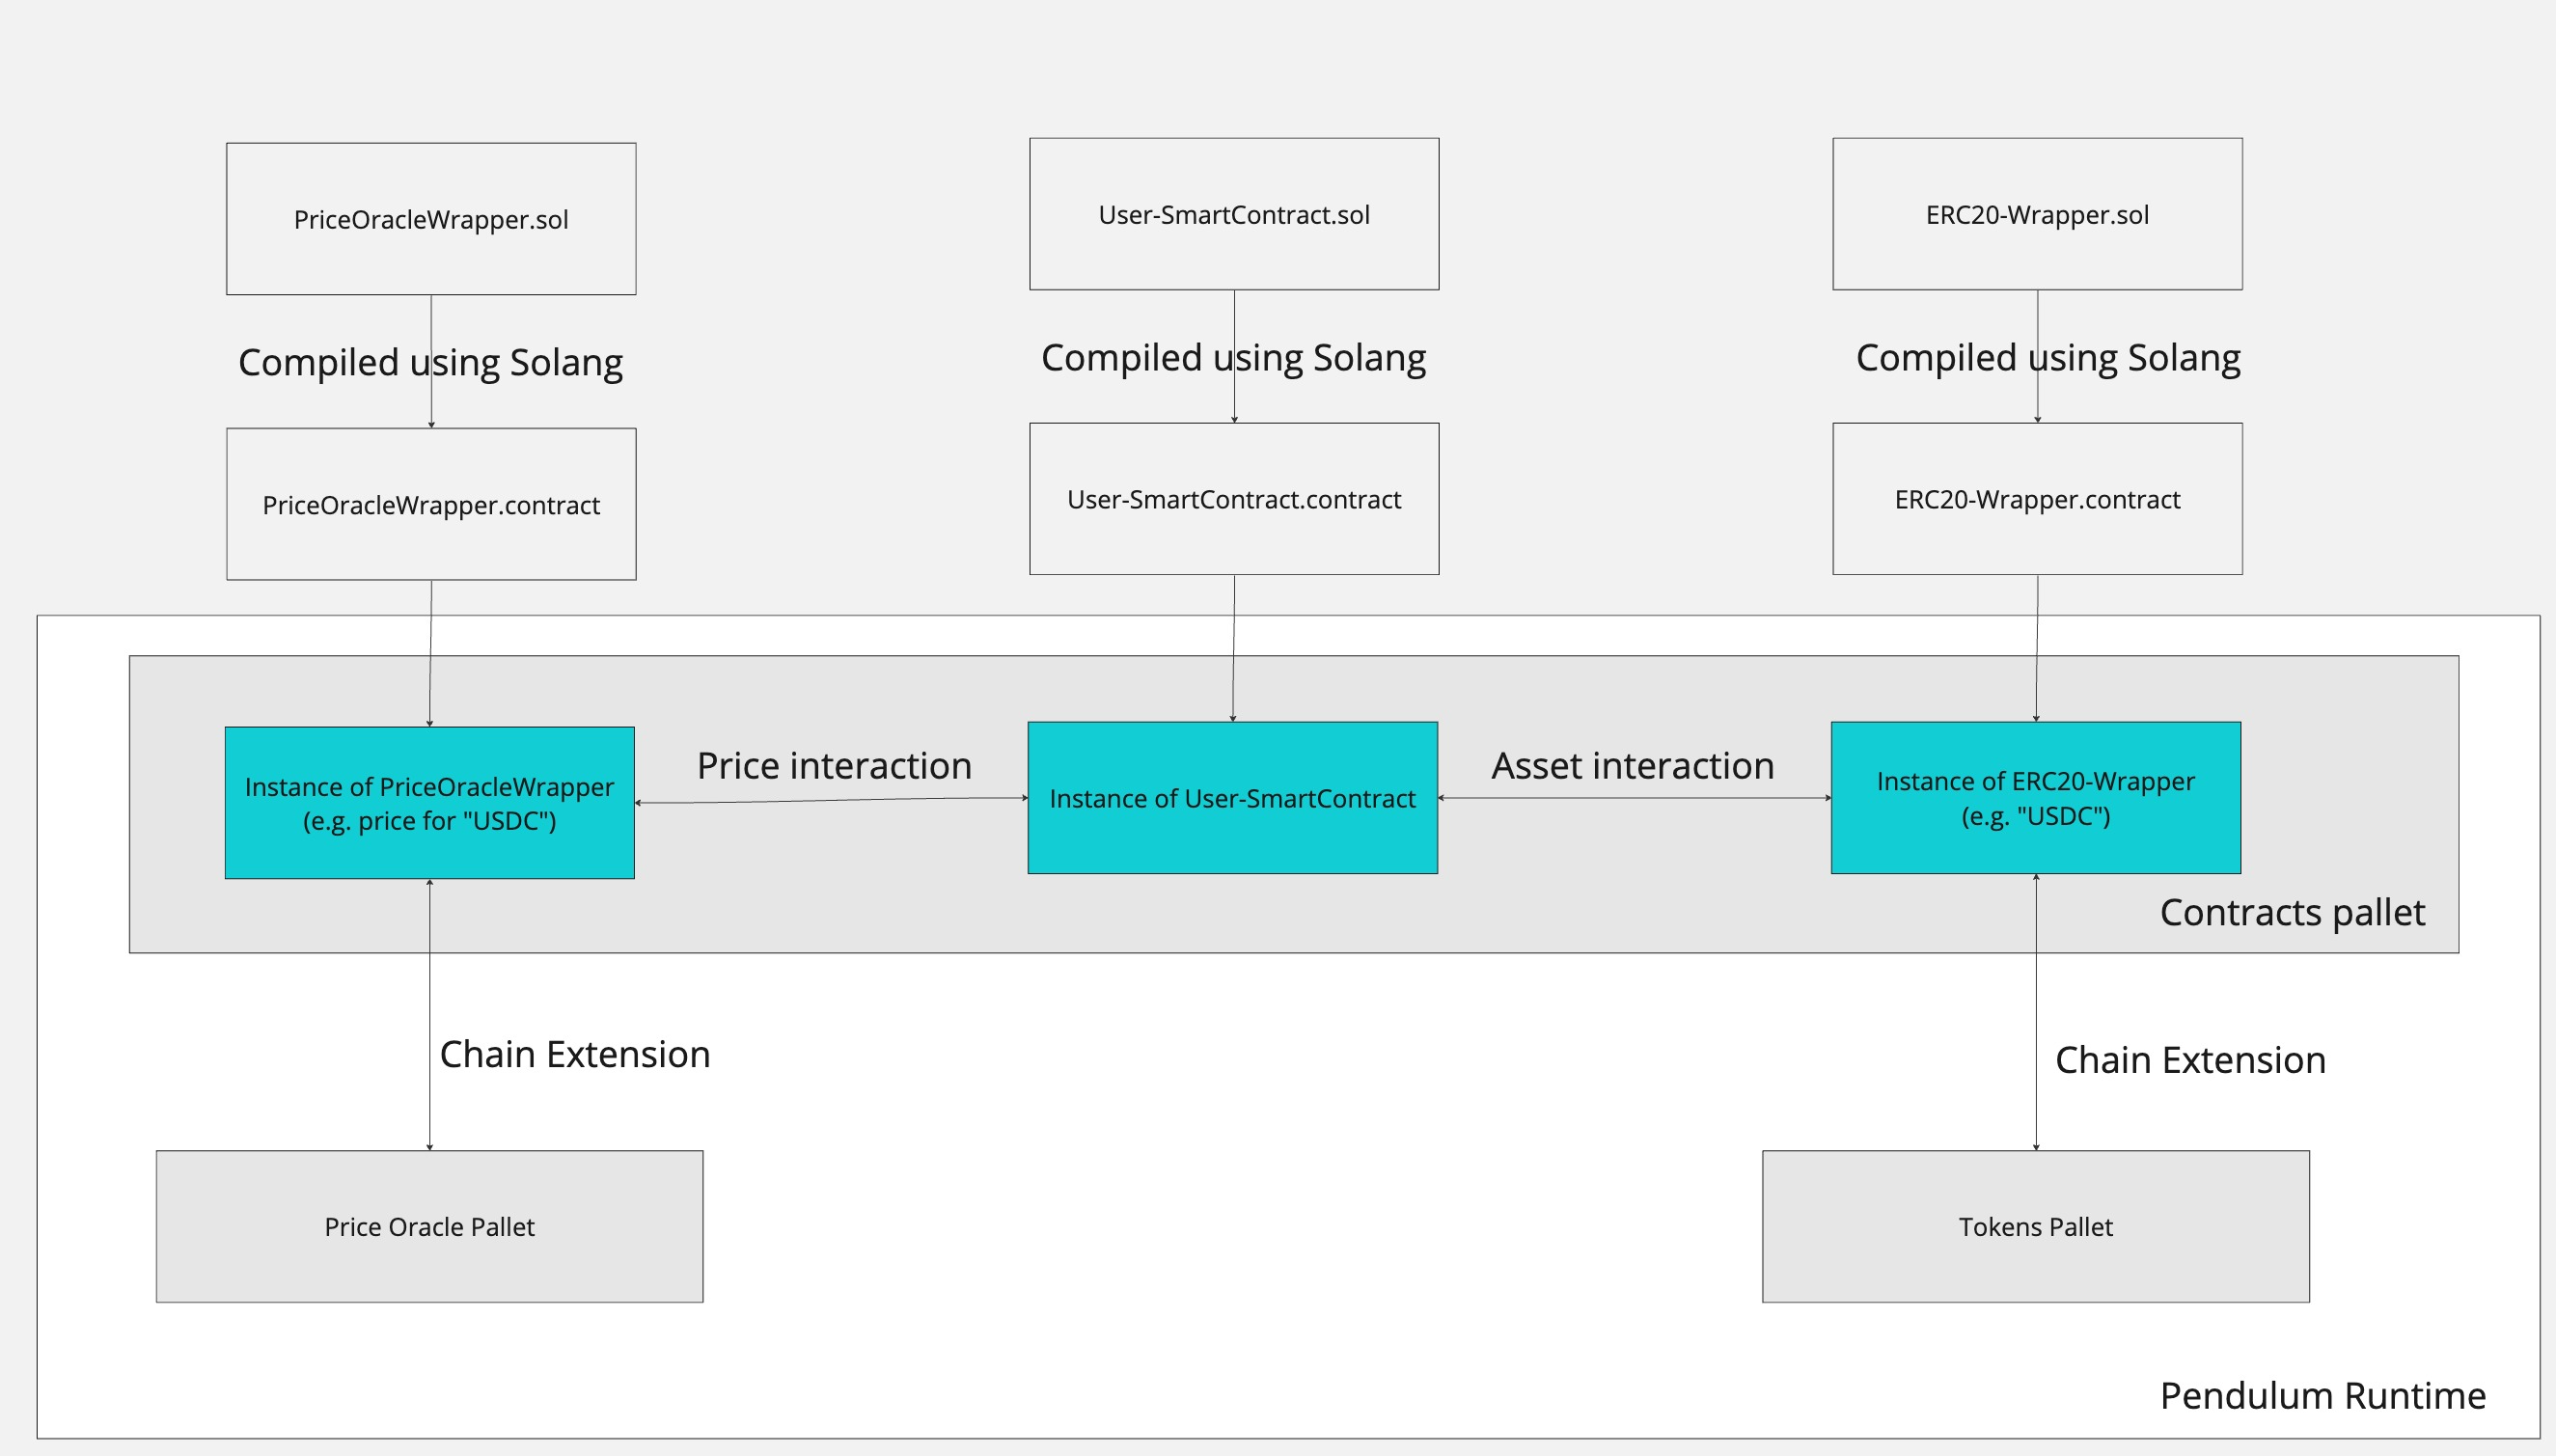 PriceOracleWrapper.sol
User-SmartContract.sol
ERC20-Wrapper.sol
Compiled using Solang
Compiled using Solang
Compiled using Solang
PriceOracleWrapper.contract
User-SmartContract.contract
ERC20-Wrapper.contract
Instance of PriceOracleWrapper
(e.g. price for "USDC")
Price interaction
Instance of User-SmartContract
Asset interaction
Instance of ERC20-Wrapper
(e.g. "USDC")
Contracts pallet
Chain Extension
Chain Extension
Price Oracle Pallet
Tokens Pallet
Pendulum Runtime